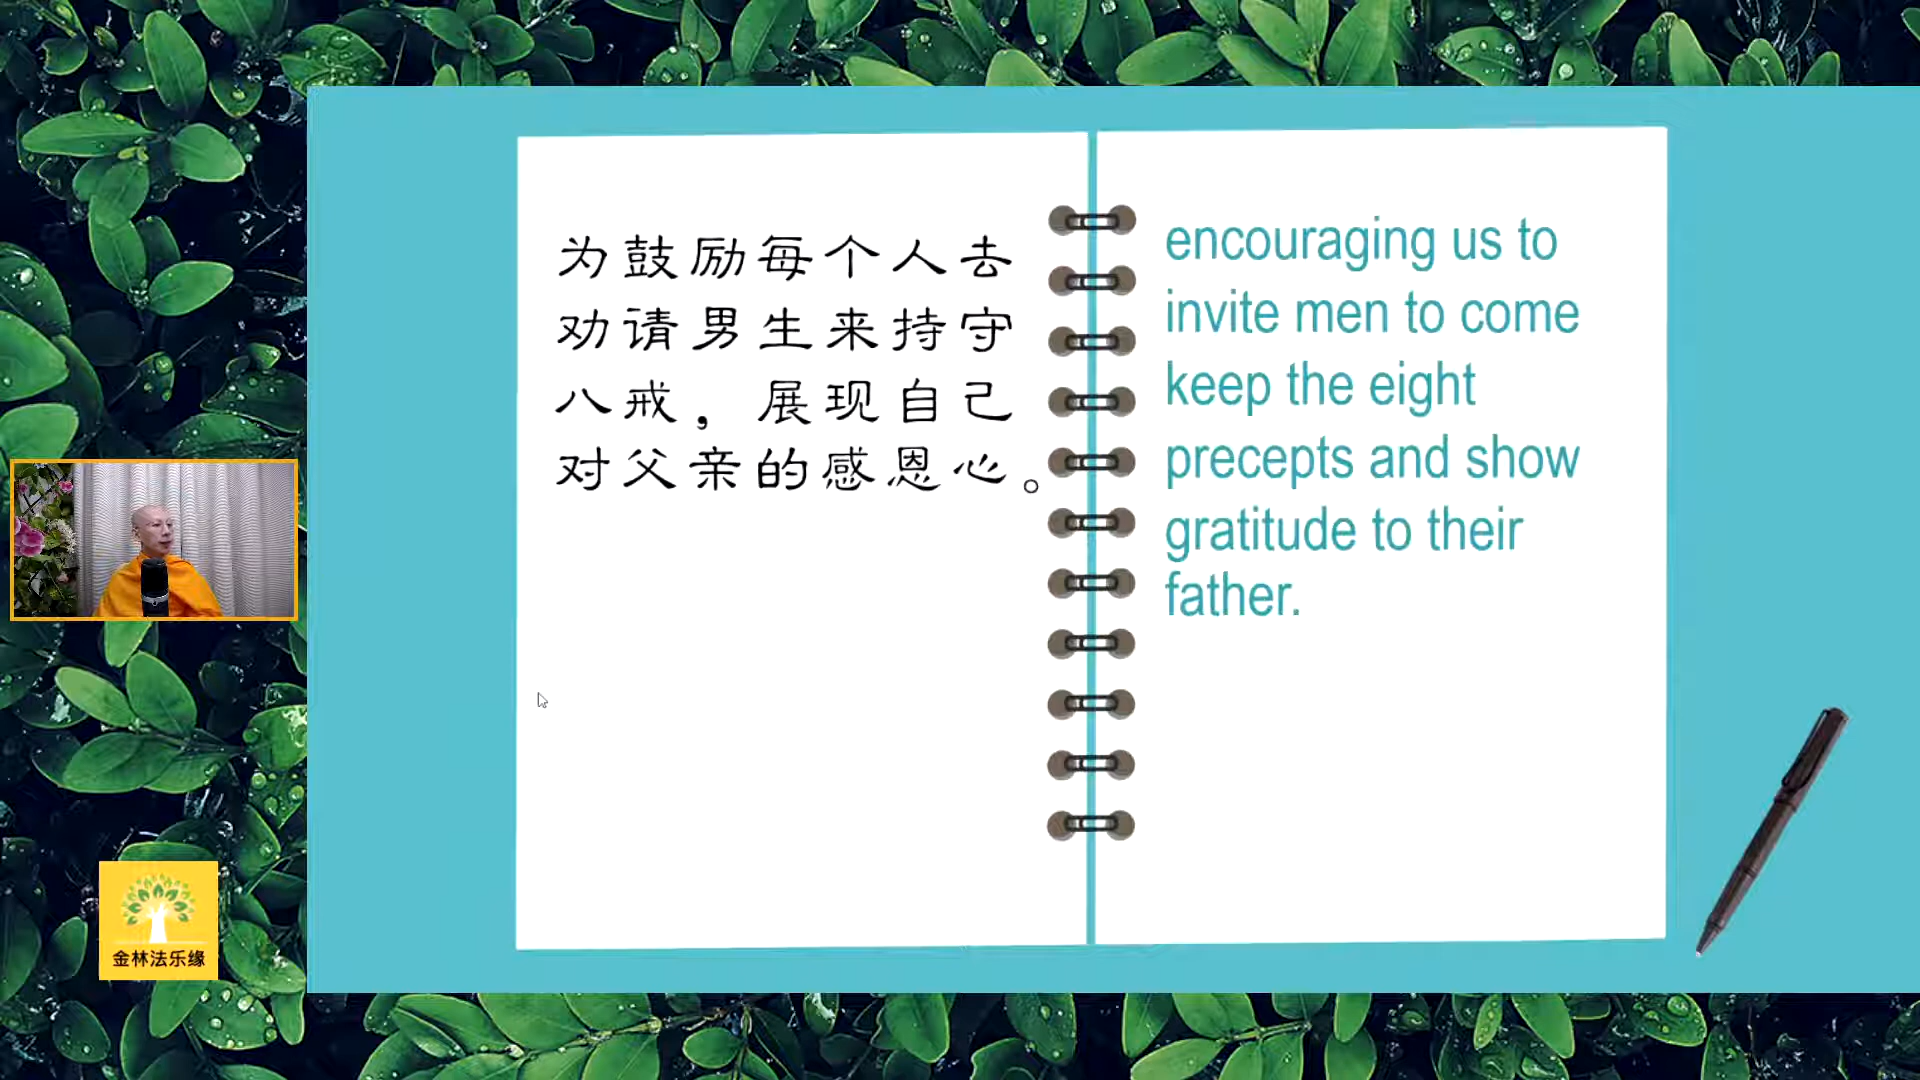 为鼓励每个人去
劝请男生来持守
八戒，展现自己
对父亲的感恩心。
encouraging us to
invite men to come
keep the eight
precepts and show
gratitude to their
father.
金林法乐缘